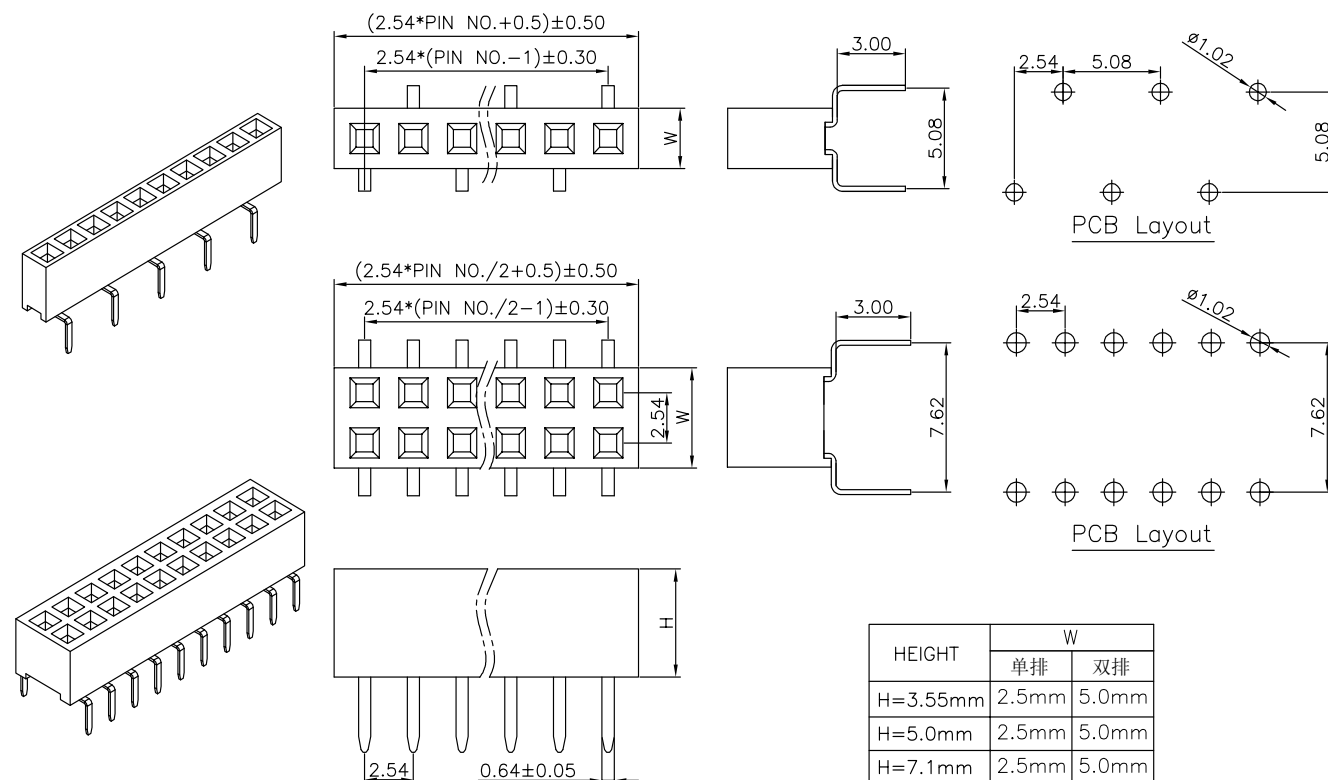 (2.54*PIN NO.+0.5)±0.50
2.54*(PIN NO.-1)±0.30
W
3.00
5.08
2.54
5.08
ø1.02
5.08
PCB Layout
(2.54*PIN NO./2+0.5)±0.50
2.54*(PIN NO./2-1)±0.30
2.54
W
3.00
7.62
2.54
ø1.02
7.62
PCB Layout
H
2.54
0.64±0.05
HEIGHT W
单排 双排
H=3.55mm 2.5mm 5.0mm
H=5.0mm 2.5mm 5.0mm
H=7.1mm 2.5mm 5.0mm